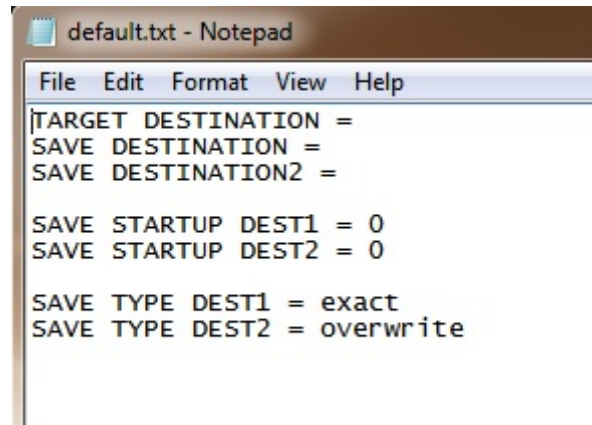 default.txt - Notepad
File Edit Format View Help
TARGET DESTINATION =
SAVE DESTINATION =
SAVE DESTINATION2 =
SAVE STARTUP DEST1 = 0
SAVE STARTUP DEST2 = 0
SAVE TYPE DEST1 = exact
SAVE TYPE DEST2 = overwrite